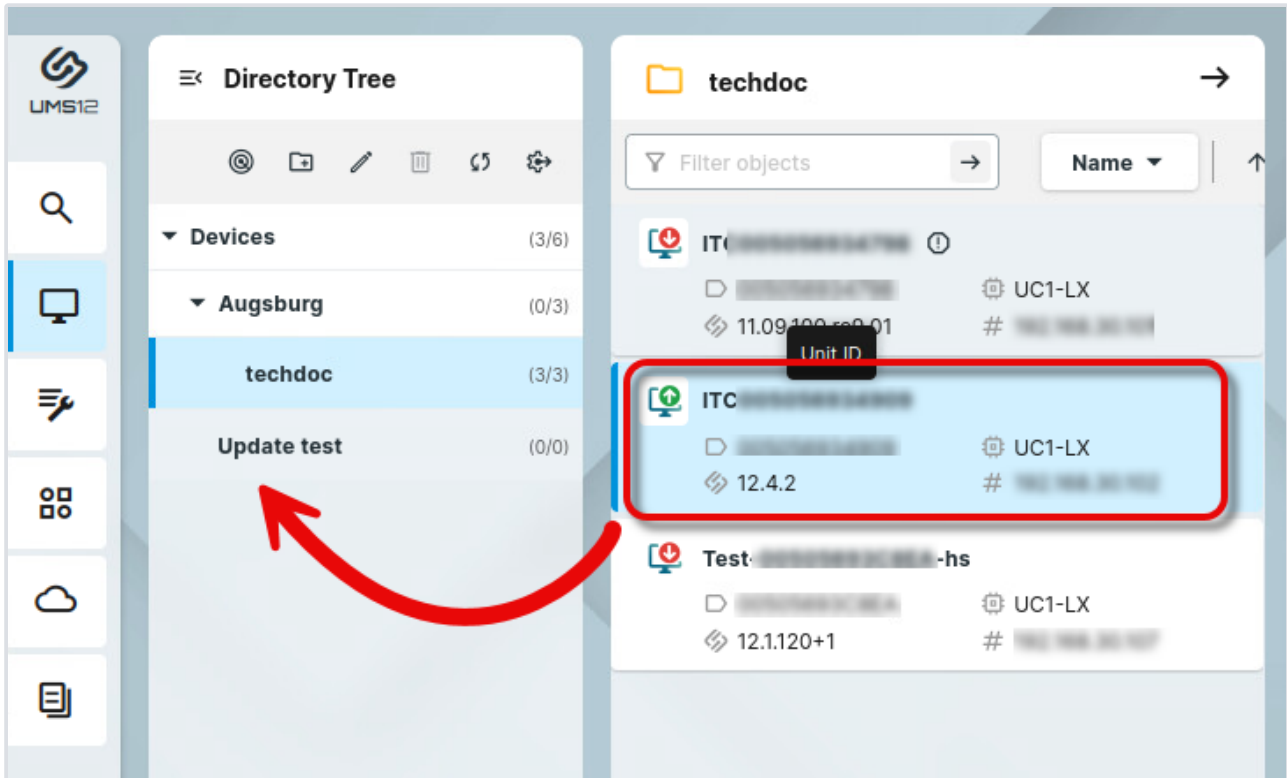 UMS12
Directory Tree
Devices (3/6)
Augsburg (0/3)
techdoc (3/3)
Update test (0/0)
techdoc
Filter objects
Name
ITC
UC1-LX
11.09.100
01
#
Unit ID
ITC
UC1-LX
12.4.2 #
Test- -hs
UC1-LX
12.1.120+1 #